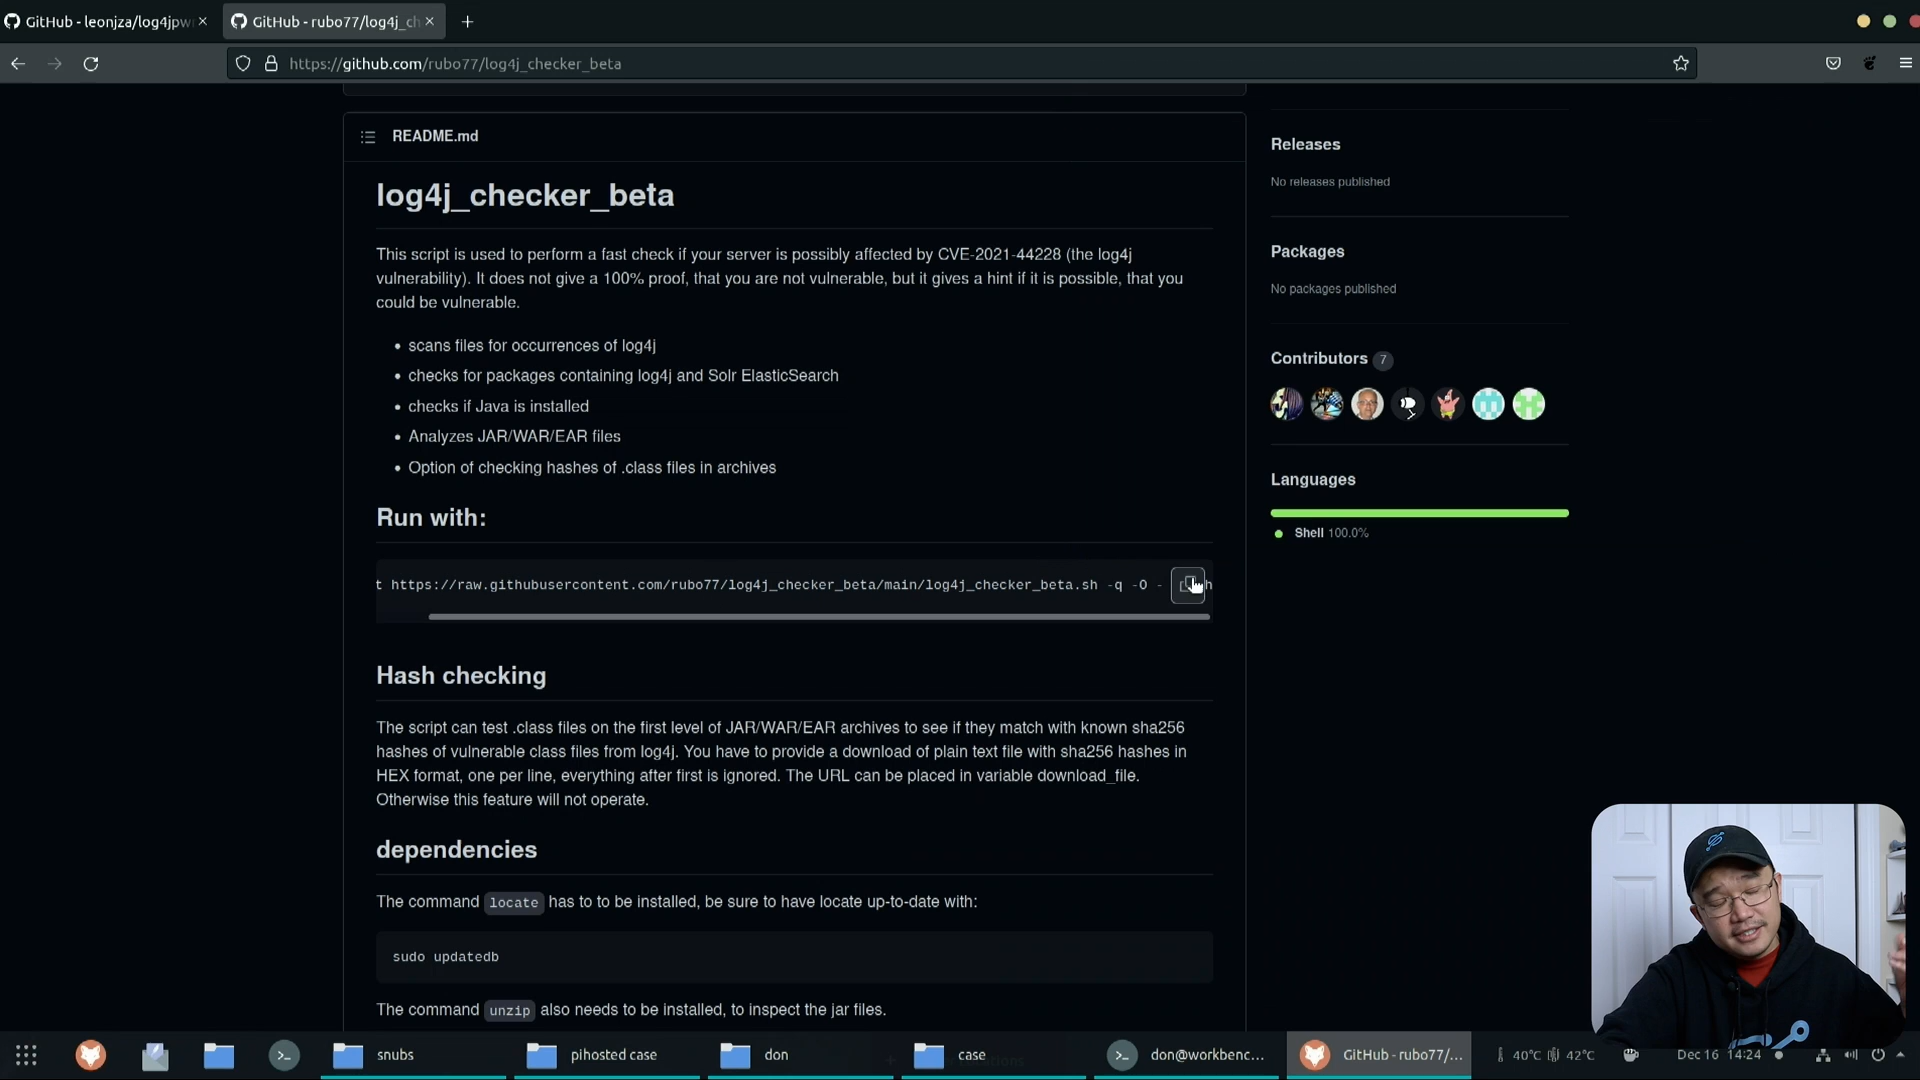 GitHub - leonjza/log4jpw
GitHub - rubo77/log4j_ch
https://github.com/rubo77/log4j_checker_beta
README.md
log4j_checker_beta
This script is used to perform a fast check if your server is possibly affected by CVE-2021-44228 (the log4j
vulnerability). It does not give a 100% proof, that you are not vulnerable, but it gives a hint if it is possible, that you
could be vulnerable.
• scans files for occurrences of log4j
• checks for packages containing log4j and Solr ElasticSearch
• checks if Java is installed
• Analyzes JAR/WAR/EAR files
• Option of checking hashes of .class files in archives
Run with:
t https://raw.githubusercontent.com/rubo77/log4j_checker_beta/main/log4j_checker_beta.sh -q -O - h
Hash checking
The script can test .class files on the first level of JAR/WAR/EAR archives to see if they match with known sha256
hashes of vulnerable class files from log4j. You have to provide a download of plain text file with sha256 hashes in
HEX format, one per line, everything after first is ignored. The URL can be placed in variable download_file.
Otherwise this feature will not operate.
dependencies
The command locate has to to be installed, be sure to have locate up-to-date with:
sudo updatedb
The command unzip also needs to be installed, to inspect the jar files.
Releases
No releases published
Packages
No packages published
Contributors 7
Languages
Shell 100.0%
snubs
pihosted case
don
case
don@workbenc...
GitHub - rubo77/...
40°C
42°C
Dec 16 14:24